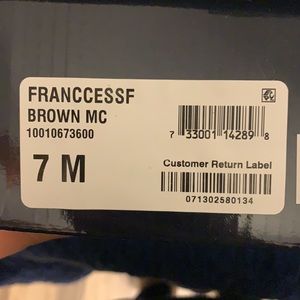 FRANCCESSF
BROWN MC
10010673600
7 M
7 33001 14289 8
Customer Return Label
071302580134